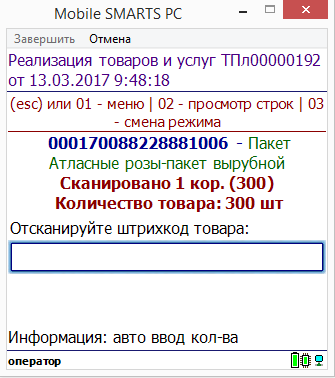 Mobile SMARTS PC
Завершить Отмена
Реализация товаров и услуг ТПл00000192
от 13.03.2017 9:48:18
(esc) или 01 - меню | 02 - просмотр строк | 03
- смена режима
000170088228881006 - Пакет
Атласные розы-пакет вырубной
Сканировано 1 кор. (300)
Количество товара: 300 шт
Отсканируйте штрихкод товара:
Информация: авто ввод кол-ва
оператор